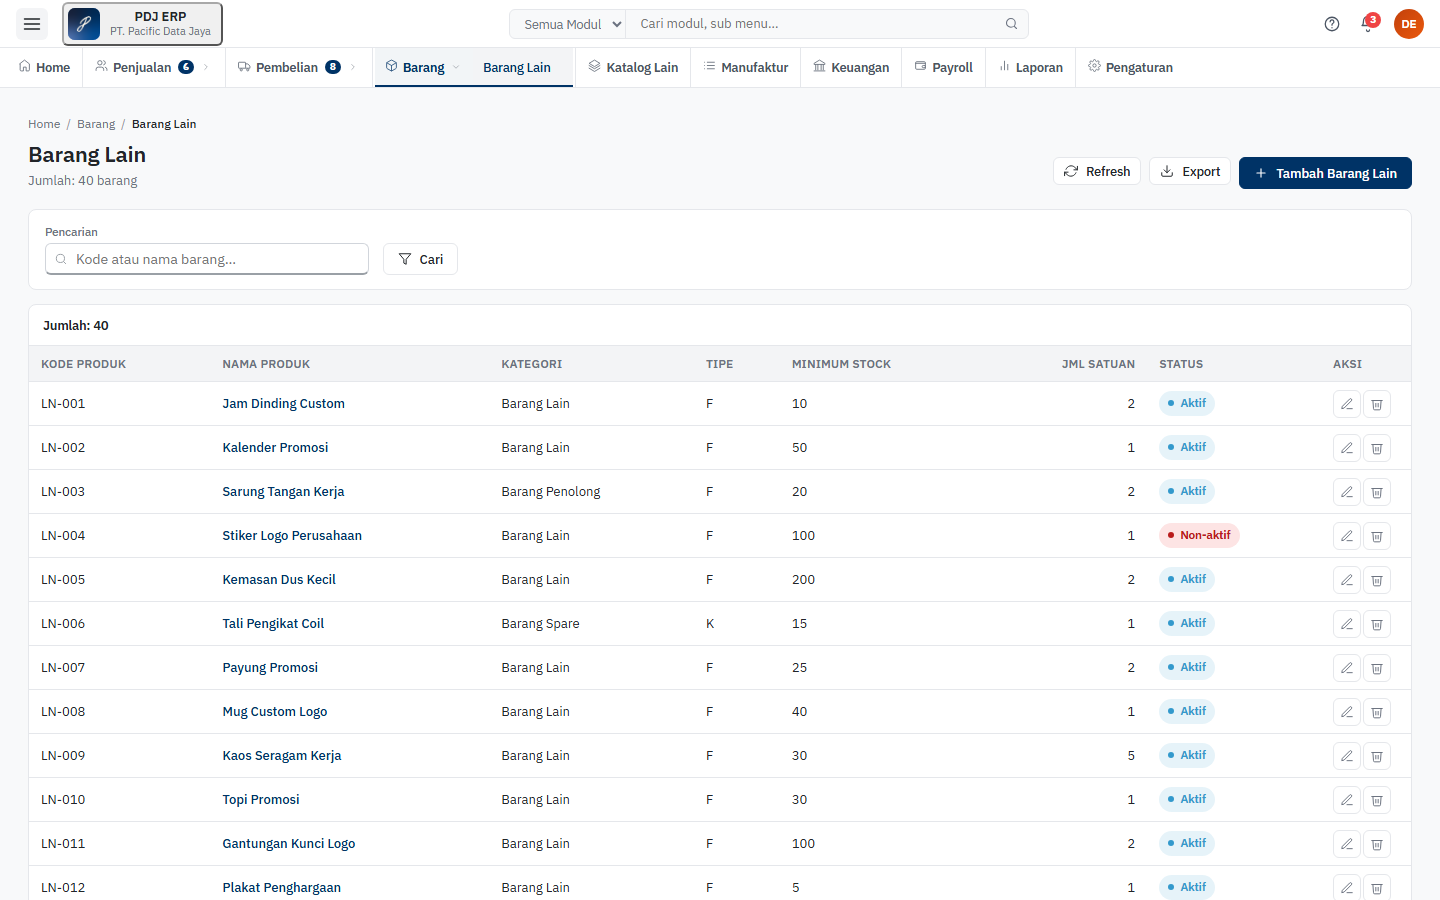 PDJ ERP
PT. Pacific Data Jaya
Semua Modul
Cari modul, sub menu...
3
DE
Home
Penjualan 6
Pembelian 8
Barang
Barang Lain
Katalog Lain
Manufaktur
Keuangan
Payroll
Laporan
Pengaturan
Home / Barang / Barang Lain
Barang Lain
Jumlah: 40 barang
Refresh
Export
Tambah Barang Lain
Pencarian
Kode atau nama barang...
Cari
Jumlah: 40
KODE PRODUK NAMA PRODUK KATEGORI TIPE MINIMUM STOCK JML SATUAN STATUS AKSI
LN-001 Jam Dinding Custom Barang Lain F 10 2 Aktif
LN-002 Kalender Promosi Barang Lain F 50 1 Aktif
LN-003 Sarung Tangan Kerja Barang Penolong F 20 2 Aktif
LN-004 Stiker Logo Perusahaan Barang Lain F 100 1 Non-aktif
LN-005 Kemasan Dus Kecil Barang Lain F 200 2 Aktif
LN-006 Tali Pengikat Coil Barang Spare K 15 1 Aktif
LN-007 Payung Promosi Barang Lain F 25 2 Aktif
LN-008 Mug Custom Logo Barang Lain F 40 1 Aktif
LN-009 Kaos Seragam Kerja Barang Lain F 30 5 Aktif
LN-010 Topi Promosi Barang Lain F 30 1 Aktif
LN-011 Gantungan Kunci Logo Barang Lain F 100 2 Aktif
LN-012 Plakat Penghargaan Barang Lain F 5 1 Aktif